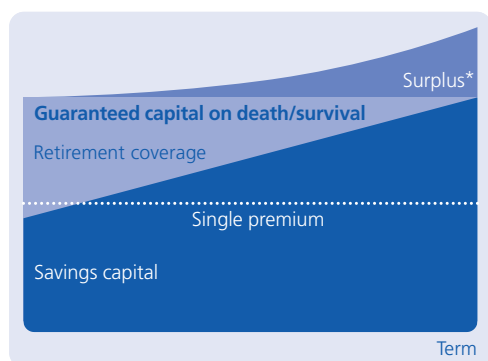 Surplus*
Guaranteed capital on death/survival
Retirement coverage
Single premium
Savings capital
Term